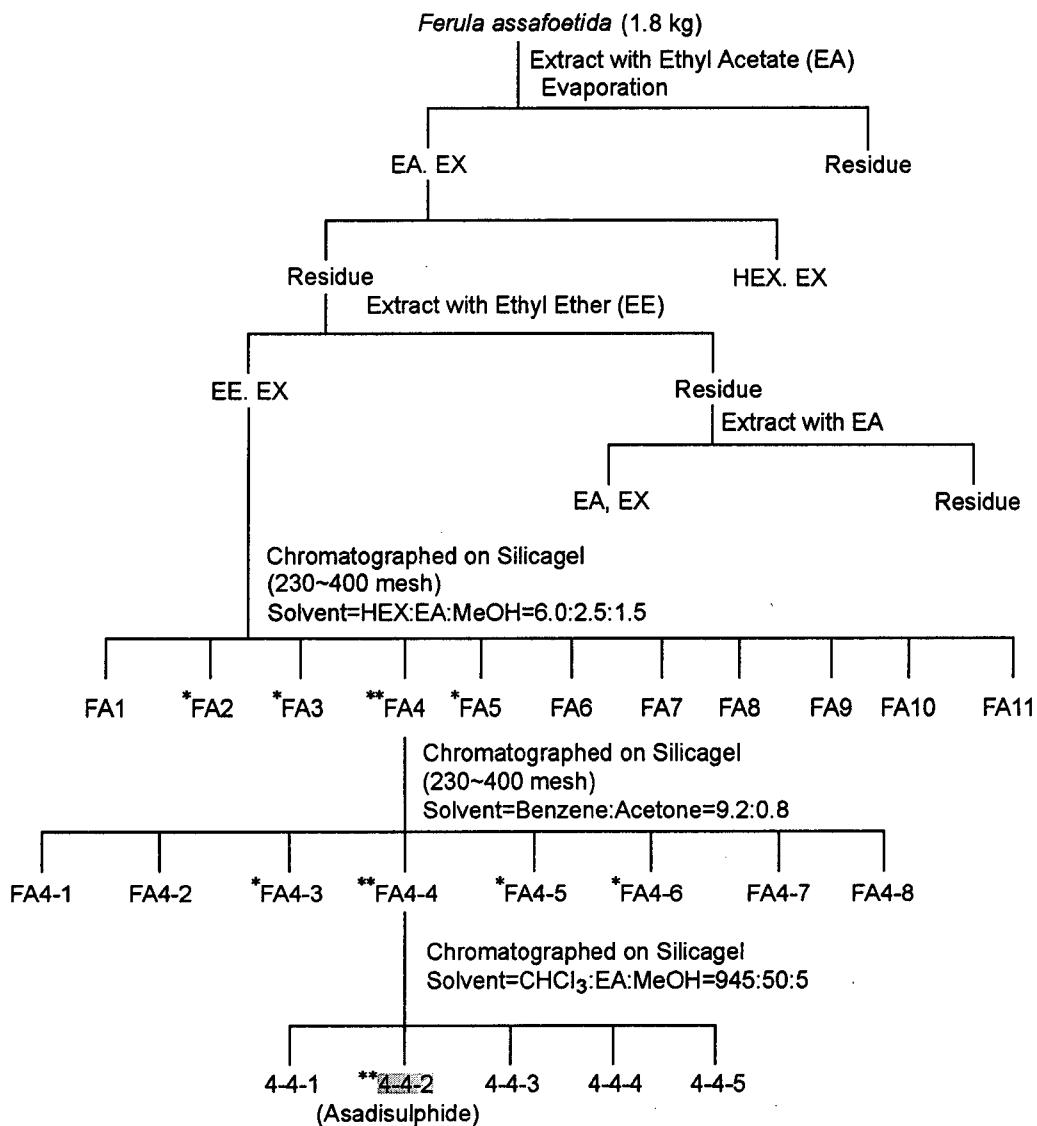 Ferula assafoetida (1.8 kg)
Extract with Ethyl Acetate (EA)
Evaporation
EA. EX
Residue
Residue
HEX. EX
Extract with Ethyl Ether (EE)
EE. EX
Residue
Extract with EA
EA, EX
Residue
Chromatographed on Silicagel
(230~400 mesh)
Solvent=HEX:EA:MeOH=6.0:2.5:1.5
FA1 *FA2 *FA3 **FA4 *FA5 FA6 FA7 FA8 FA9 FA10 FA11
Chromatographed on Silicagel
(230~400 mesh)
Solvent=Benzene:Acetone=9.2:0.8
FA4-1 FA4-2 *FA4-3 **FA4-4 *FA4-5 *FA4-6 FA4-7 FA4-8
Chromatographed on Silicagel
Solvent=CHCl3:EA:MeOH=945:50:5
4-4-1 **4-4-2 4-4-3 4-4-4 4-4-5
(Asadisulphide)